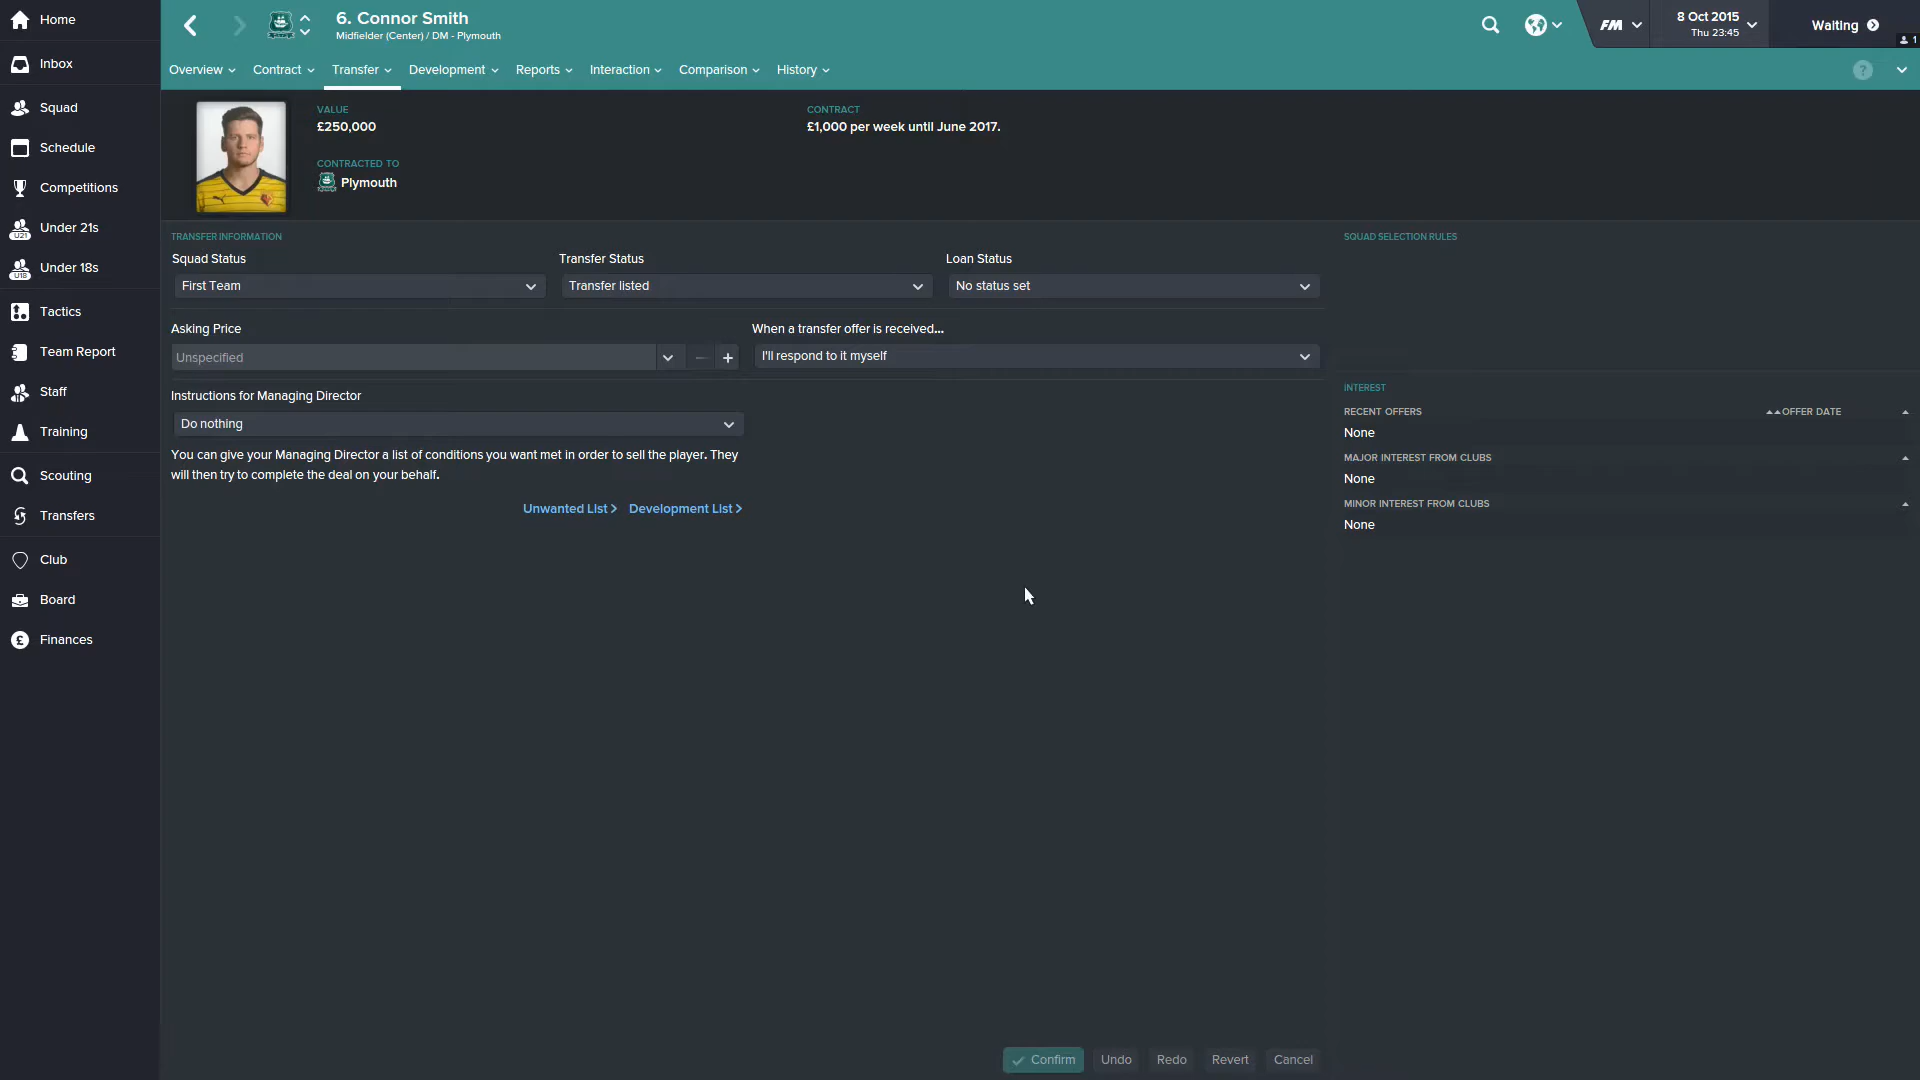 Home
Inbox
Squad
Schedule
Competitions
U21
Under 21s
U18
Under 18s
Tactics
Team Report
Staff
Training
Scouting
Transfers
Club
Board
Finances
6. Connor Smith
Midfielder (Center) / DM - Plymouth
FM
8 Oct 2015
Thu 23:45
Waiting
1
Overview
Contract
Transfer
Development
Reports
Interaction
Comparison
History
?
VALUE
£250,000
CONTRACTED TO
Plymouth
CONTRACT
£1,000 per week until June 2017.
TRANSFER INFORMATION
Squad Status
First Team
Transfer Status
Transfer listed
Loan Status
No status set
Asking Price
Unspecified
When a transfer offer is received...
I'll respond to it myself
Instructions for Managing Director
Do nothing
You can give your Managing Director a list of conditions you want met in order to sell the player. They
will then try to complete the deal on your behalf.
Unwanted List
Development List
SQUAD SELECTION RULES
INTEREST
RECENT OFFERS
OFFER DATE
None
MAJOR INTEREST FROM CLUBS
None
MINOR INTEREST FROM CLUBS
None
Confirm
Undo
Redo
Revert
Cancel